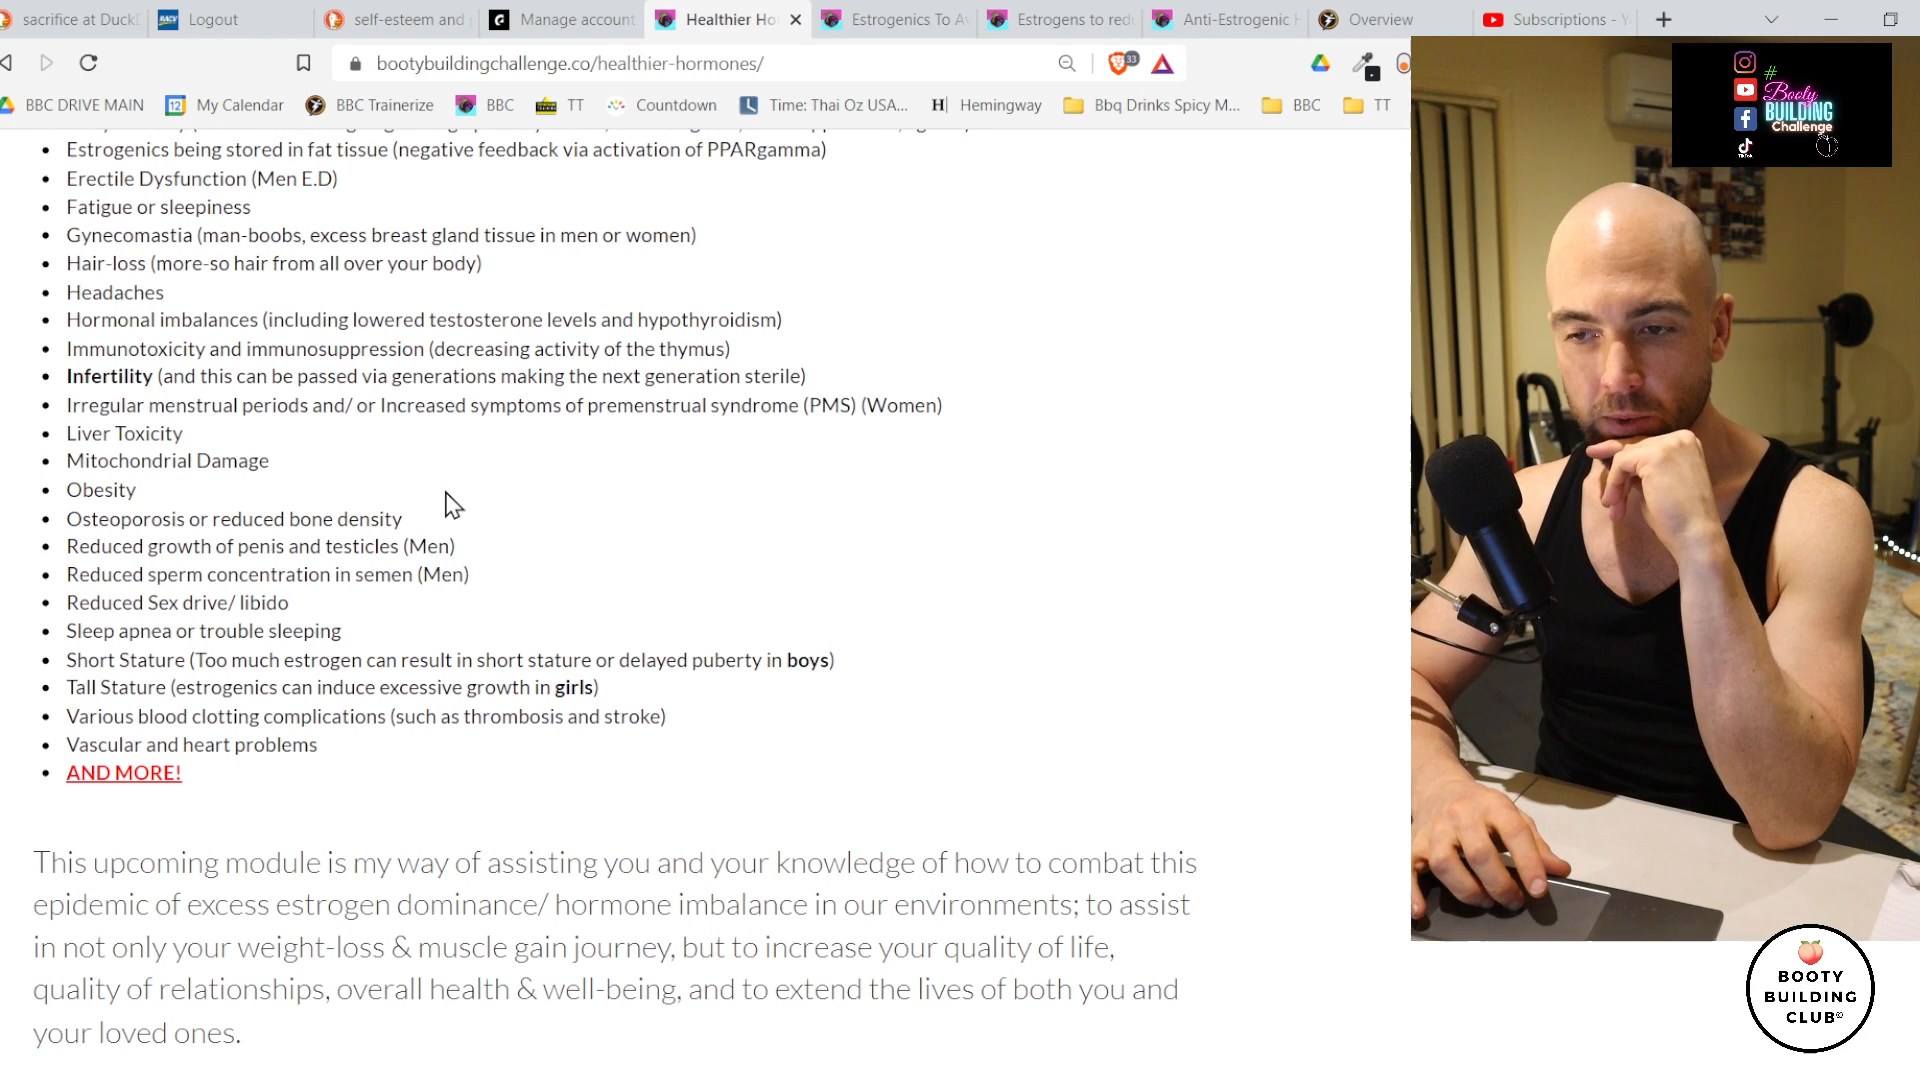 sacrifice at Duck
Logout
self-esteem and
Manage account
Healthier Ho
Estrogenics To Av
Estrogens to redu
Anti-Estrogenic
Overview
Subscriptions - Y
bootybuildingchallenge.co/healthier-hormones/
33
BBC DRIVE MAIN
12
My Calendar
BBC Trainerize
BBC
TT
Countdown
Time: Thai Oz USA...
H
Hemingway
Bbq Drinks Spicy M...
BBC
TT
#
Booty
BUILDING
Challenge
TikTok
• Estrogenics being stored in fat tissue (negative feedback via activation of PPARgamma)
• Erectile Dysfunction (Men E.D)
• Fatigue or sleepiness
• Gynecomastia (man-boobs, excess breast gland tissue in men or women)
• Hair-loss (more-so hair from all over your body)
• Headaches
• Hormonal imbalances (including lowered testosterone levels and hypothyroidism)
• Immunotoxicity and immunosuppression (decreasing activity of the thymus)
• Infertility (and this can be passed via generations making the next generation sterile)
• Irregular menstrual periods and/ or Increased symptoms of premenstrual syndrome (PMS) (Women)
• Liver Toxicity
• Mitochondrial Damage
• Obesity
• Osteoporosis or reduced bone density
• Reduced growth of penis and testicles (Men)
• Reduced sperm concentration in semen (Men)
• Reduced Sex drive/ libido
• Sleep apnea or trouble sleeping
• Short Stature (Too much estrogen can result in short stature or delayed puberty in boys)
• Tall Stature (estrogenics can induce excessive growth in girls)
• Various blood clotting complications (such as thrombosis and stroke)
• Vascular and heart problems
• AND MORE!
This upcoming module is my way of assisting you and your knowledge of how to combat this
epidemic of excess estrogen dominance/ hormone imbalance in our environments; to assist
in not only your weight-loss & muscle gain journey, but to increase your quality of life,
quality of relationships, overall health & well-being, and to extend the lives of both you and
your loved ones.
BOOTY
BUILDING
CLUB®